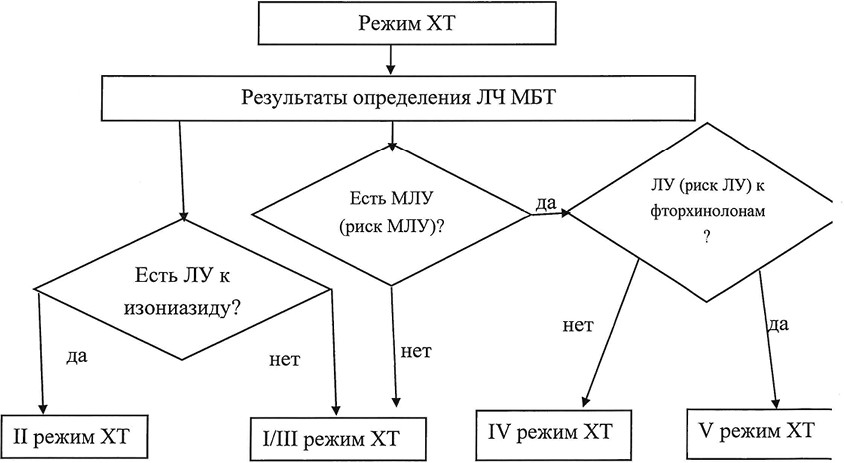 Режим ХТ
Результаты определения ЛЧ МБТ
Есть МЛУ
(риск МЛУ)?
да
ЛУ (риск ЛУ) к
фторхинолонам
?
Есть ЛУ к
изониазиду?
да
нет
нет
нет
да
II режим ХТ
I/III режим ХТ
IV режим ХТ
V режим ХТ